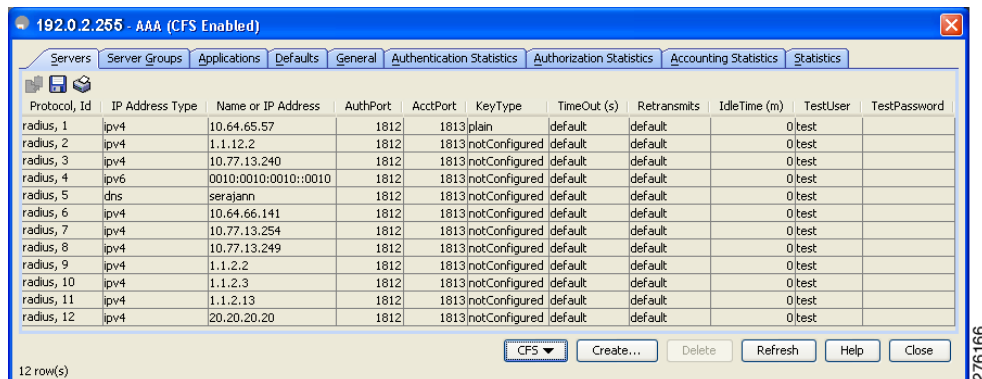 192.0.2.255 - AAA (CFS Enabled)
Servers Server Groups Applications Defaults General Authentication Statistics Authorization Statistics Accounting Statistics Statistics
Protocol, Id IP Address Type Name or IP Address AuthPort AcctPort KeyType TimeOut (s) Retransmits IdleTime (m) TestUser TestPassword
radius, 1 ipv4 10.64.65.57 1812 1813 plain default default 0 test
radius, 2 ipv4 1.1.12.2 1812 1813 notConfigured default default 0 test
radius, 3 ipv4 10.77.13.240 1812 1813 notConfigured default default 0 test
radius, 4 ipv6 0010:0010:0010::0010 1812 1813 notConfigured default default 0 test
radius, 5 dns serajann 1812 1813 notConfigured default default 0 test
radius, 6 ipv4 10.64.66.141 1812 1813 notConfigured default default 0 test
radius, 7 ipv4 10.77.13.254 1812 1813 notConfigured default default 0 test
radius, 8 ipv4 10.77.13.249 1812 1813 notConfigured default default 0 test
radius, 9 ipv4 1.1.2.2 1812 1813 notConfigured default default 0 test
radius, 10 ipv4 1.1.2.3 1812 1813 notConfigured default default 0 test
radius, 11 ipv4 1.1.2.13 1812 1813 notConfigured default default 0 test
radius, 12 ipv4 20.20.20.20 1812 1813 notConfigured default default 0 test
CFS Create... Delete Refresh Help Close
12 row(s)
276166